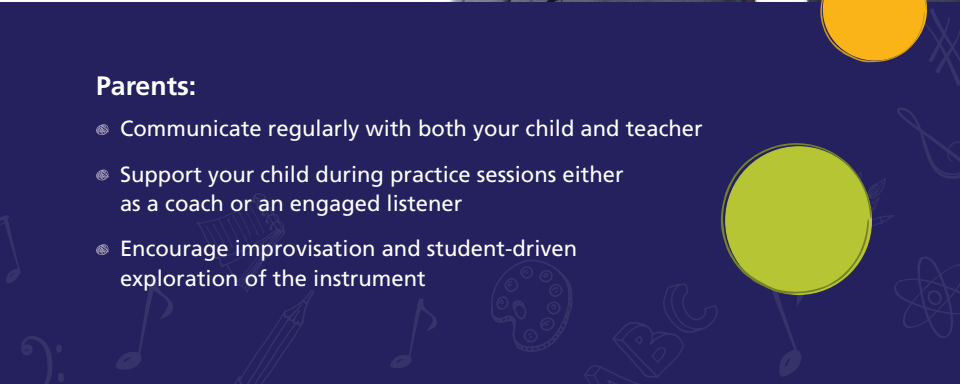 Parents:
Communicate regularly with both your child and teacher
Support your child during practice sessions either
as a coach or an engaged listener
Encourage improvisation and student-driven
exploration of the instrument
ABC